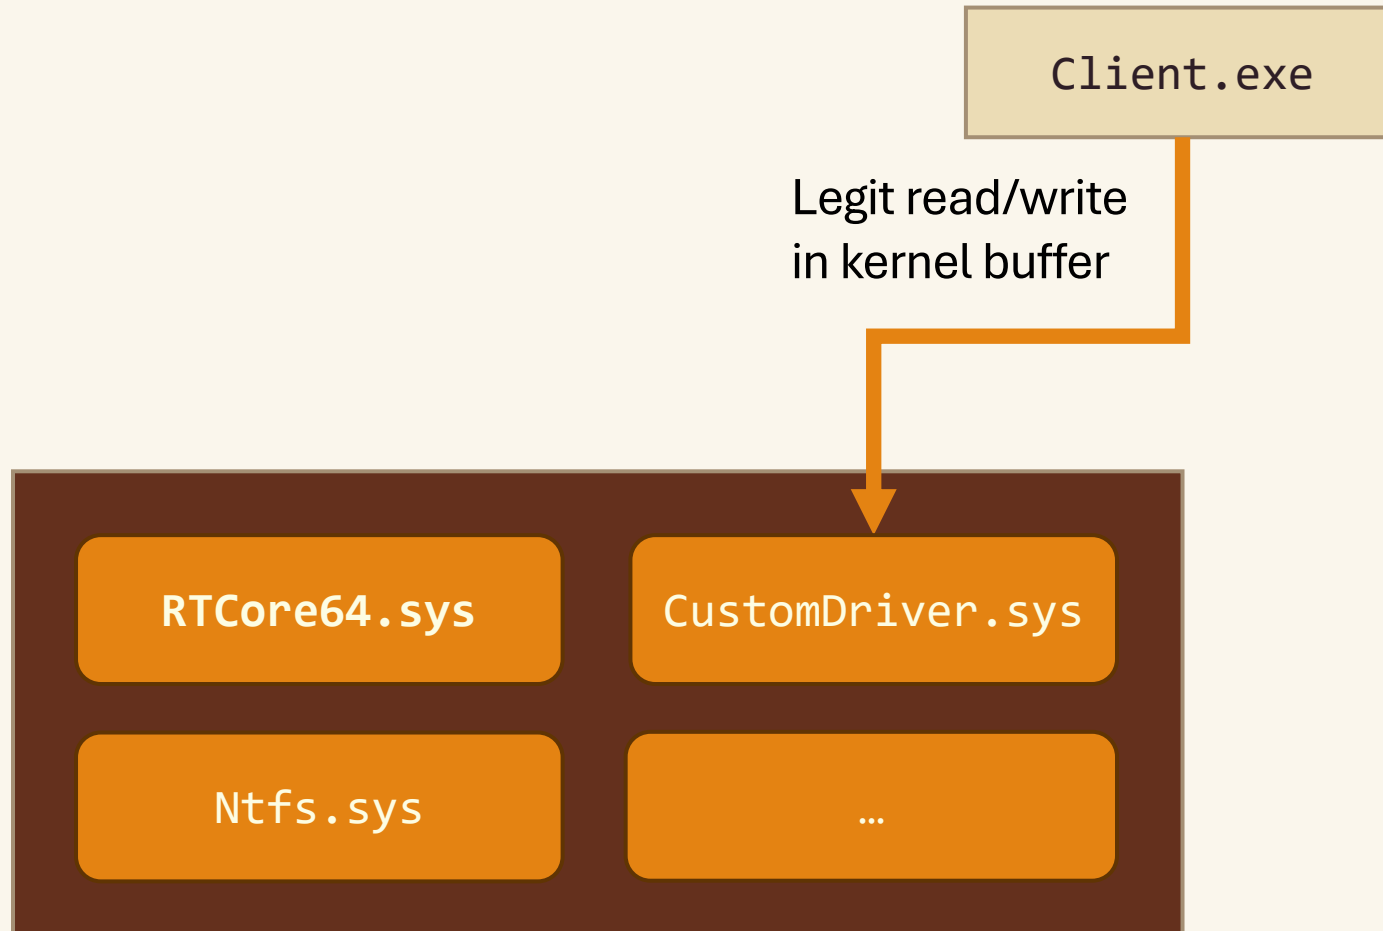 Client.exe
Legit read/write
in kernel buffer
RTCore64.sys
CustomDriver.sys
Ntfs.sys
…